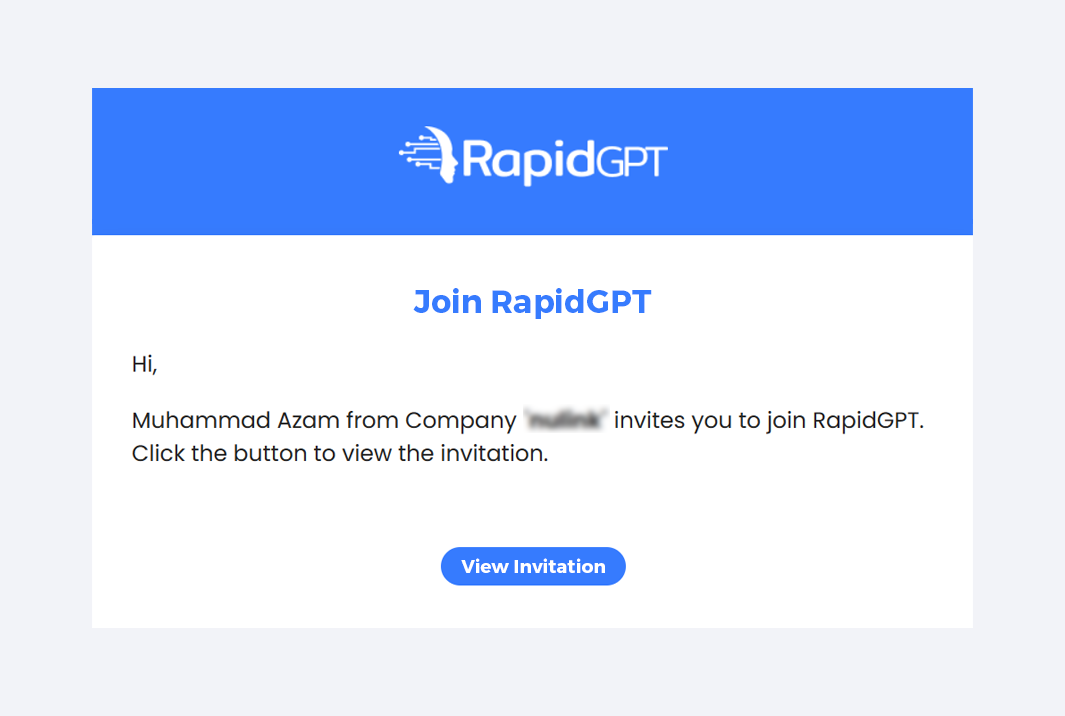 RapidGPT
Join RapidGPT
Hi,
Muhammad Azam from Company invites you to join RapidGPT.
Click the button to view the invitation.
View Invitation